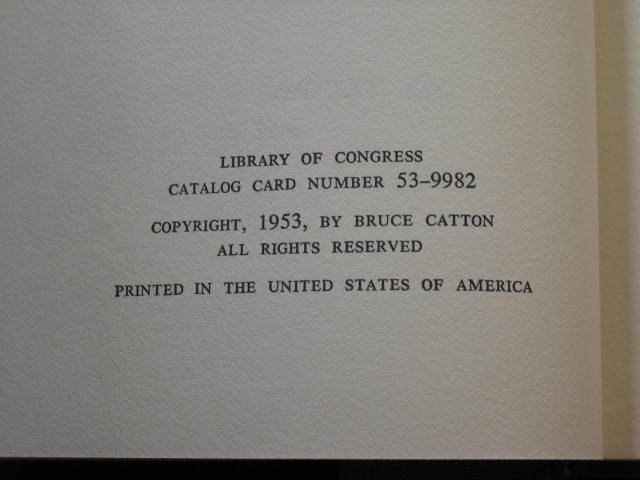 LIBRARY OF CONGRESS
CATALOG CARD NUMBER 53–9982
COPYRIGHT, 1953, BY BRUCE CATTON
ALL RIGHTS RESERVED
PRINTED IN THE UNITED STATES OF AMERICA